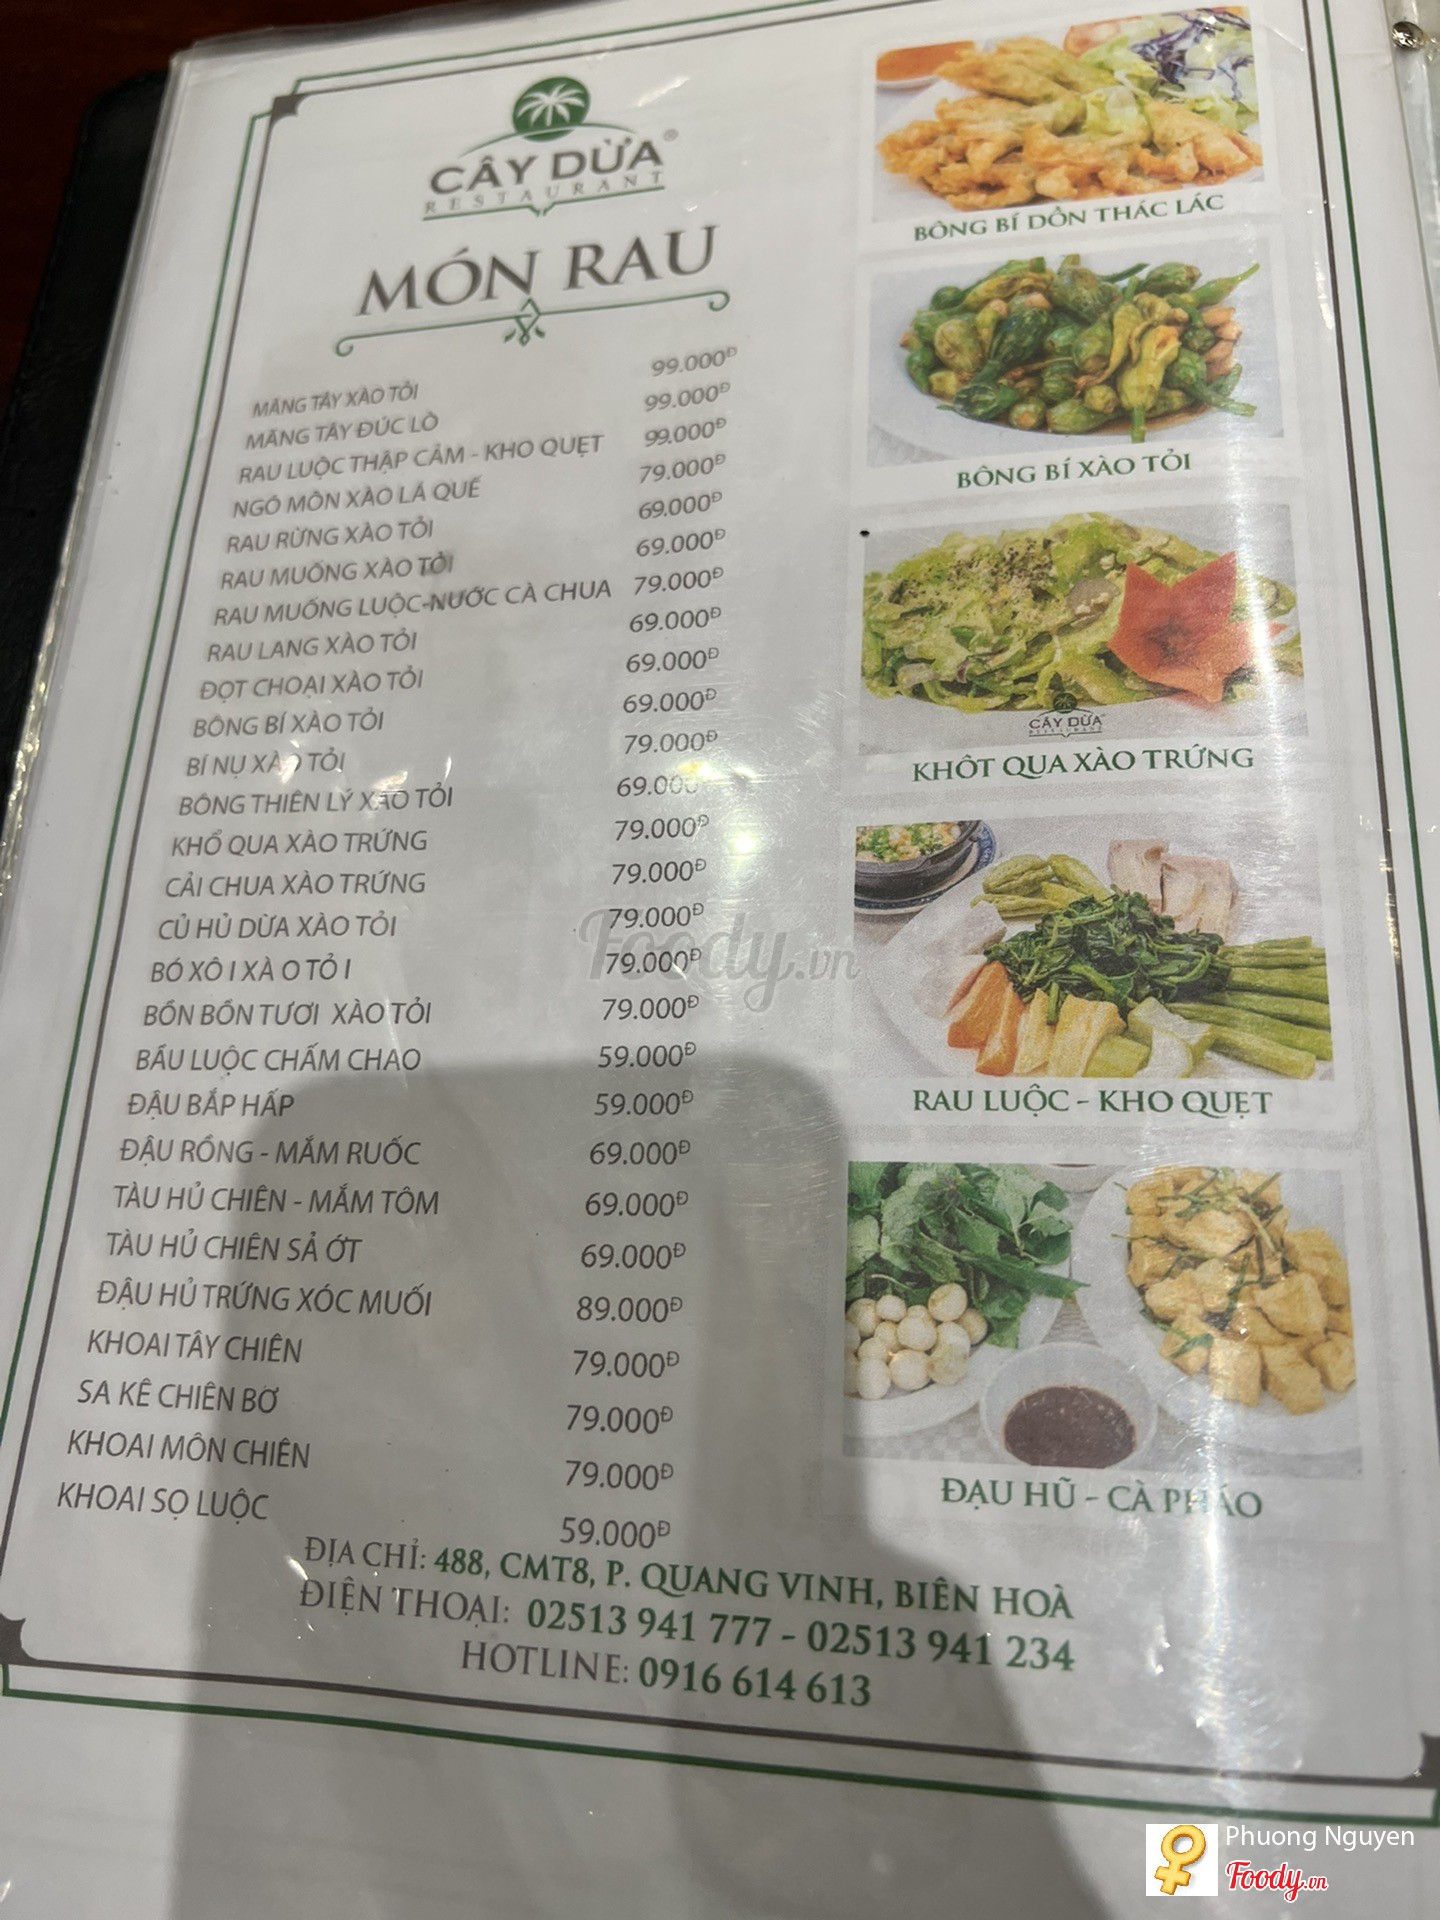 CÂY DỪA®
RESTAURANT
MÓN RAU
MĂNG TÂY XÀO TỎI 99.000Đ
MĂNG TÂY ĐÚC LÒ 99.000Đ
RAU LUỘC THẬP CẨM - KHO QUẸT 99.000Đ
NGÓ MÔN XÀO LÁ QUẾ 79.000Đ
RAU RỪNG XÀO TỎI 69.000Đ
RAU MUỐNG XÀO TỎI 69.000Đ
RAU MUỐNG LUỘC-NƯỚC CÀ CHUA 79.000Đ
RAU LANG XÀO TỎI 69.000Đ
ĐỌT CHOẠI XÀO TỎI 69.000Đ
BÔNG BÍ XÀO TỎI 69.000Đ
BÍ NỤ XÀO TỎI 79.000Đ
BÔNG THIÊN LÝ XÀO TỎI 69.000
KHỔ QUA XÀO TRỨNG 79.000Đ
CẢI CHUA XÀO TRỨNG 79.000Đ
CỦ HỦ DỪA XÀO TỎI 79.000Đ
BÓ XÔ I XÀ O TỎ I 79.000Đ
BỒN BỒN TƯƠI XÀO TỎI 79.000Đ
BẦU LUỘC CHẤM CHAO 59.000Đ
ĐẬU BẮP HẤP 59.000Đ
ĐẬU RỒNG - MẮM RUỐC 69.000Đ
TÀU HỦ CHIÊN - MẮM TÔM 69.000Đ
TÀU HỦ CHIÊN SẢ ỚT 69.000Đ
ĐẬU HỦ TRỨNG XÓC MUỐI 89.000Đ
KHOAI TÂY CHIÊN 79.000Đ
SA KÊ CHIÊN BƠ 79.000Đ
KHOAI MÔN CHIÊN 79.000Đ
KHOAI SỌ LUỘC 59.000Đ
BÔNG BÍ DỒN THÁC LÁC
BÔNG BÍ XÀO TỎI
CÂY DỪA
RESTAURANT
KHÔT QUA XÀO TRỨNG
RAU LUỘC - KHO QUẸT
ĐẠU HŨ - CÀ PHÁO
ĐỊA CHỈ: 488, CMT8, P. QUANG VINH, BIÊN HOÀ
ĐIỆN THOẠI: 02513 941 777 - 02513 941 234
HOTLINE: 0916 614 613
Foody.vn
Phuong Nguyen
Foody.vn